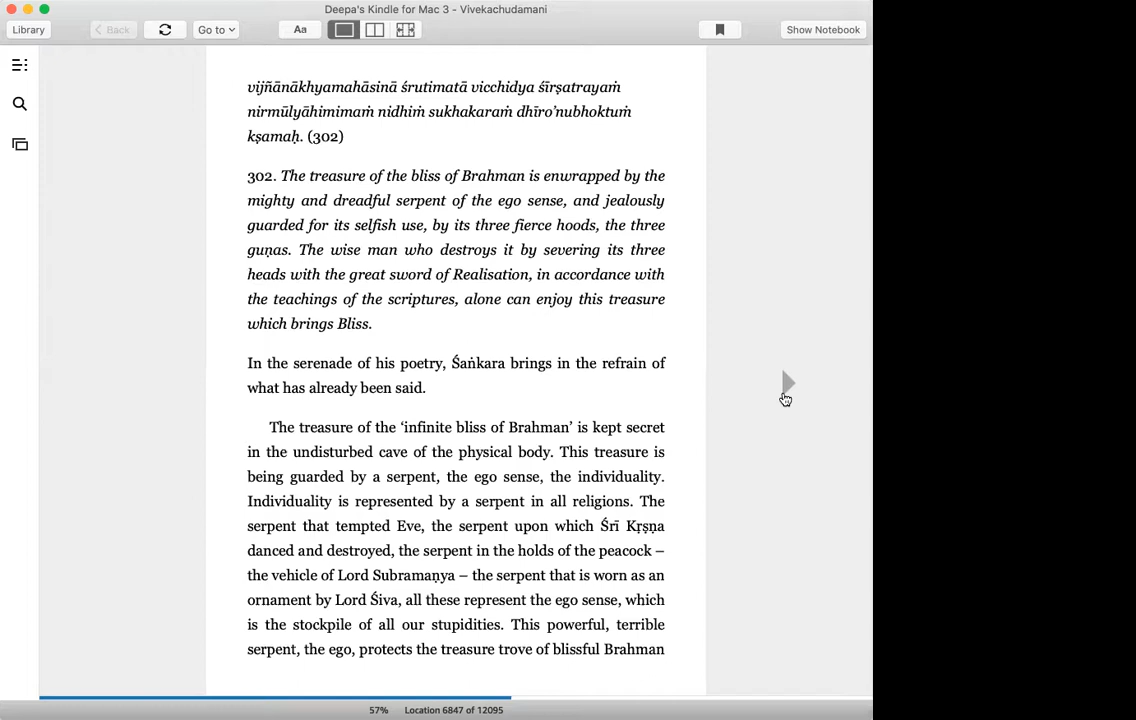 Deepa's Kindle for Mac 3 - Vivekachudamani
Library
Back
Go to
Aa
Show Notebook
vijñānākhyamahāsinā śrutimatā vicchidya śīrṣatrayaṁ
nirmūlyāhimimaṁ nidhiṁ sukhakaraṁ dhīro'nubhoktuṁ
kṣamaḥ. (302)
302. The treasure of the bliss of Brahman is enwrapped by the
mighty and dreadful serpent of the ego sense, and jealously
guarded for its selfish use, by its three fierce hoods, the three
guṇas. The wise man who destroys it by severing its three
heads with the great sword of Realisation, in accordance with
the teachings of the scriptures, alone can enjoy this treasure
which brings Bliss.
In the serenade of his poetry, Śaṅkara brings in the refrain of
what has already been said.
The treasure of the ‘infinite bliss of Brahman’ is kept secret
in the undisturbed cave of the physical body. This treasure is
being guarded by a serpent, the ego sense, the individuality.
Individuality is represented by a serpent in all religions. The
serpent that tempted Eve, the serpent upon which Śrī Kṛṣṇa
danced and destroyed, the serpent in the holds of the peacock –
the vehicle of Lord Subramaṇya – the serpent that is worn as an
ornament by Lord Śiva, all these represent the ego sense, which
is the stockpile of all our stupidities. This powerful, terrible
serpent, the ego, protects the treasure trove of blissful Brahman
57% Location 6847 of 12095